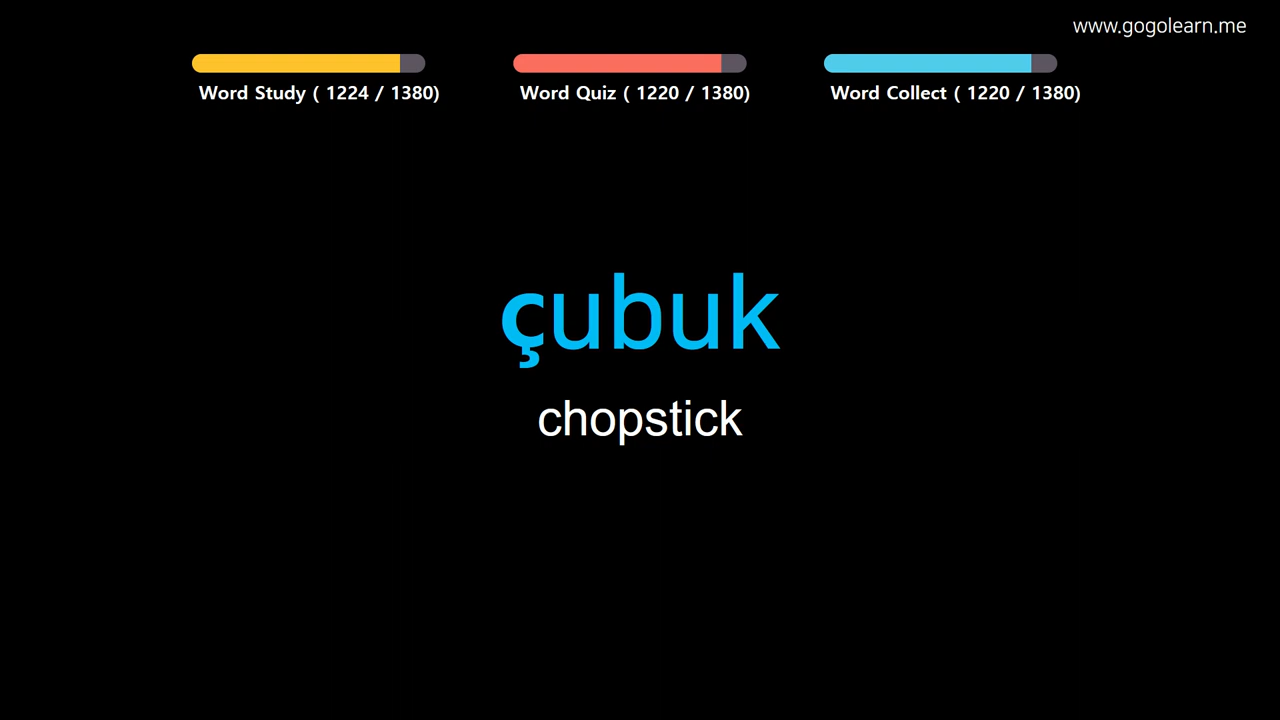 www.gogolearn.me
Word Study ( 1224 / 1380)
Word Quiz ( 1220 / 1380)
Word Collect ( 1220 / 1380)
çubuk
chopstick